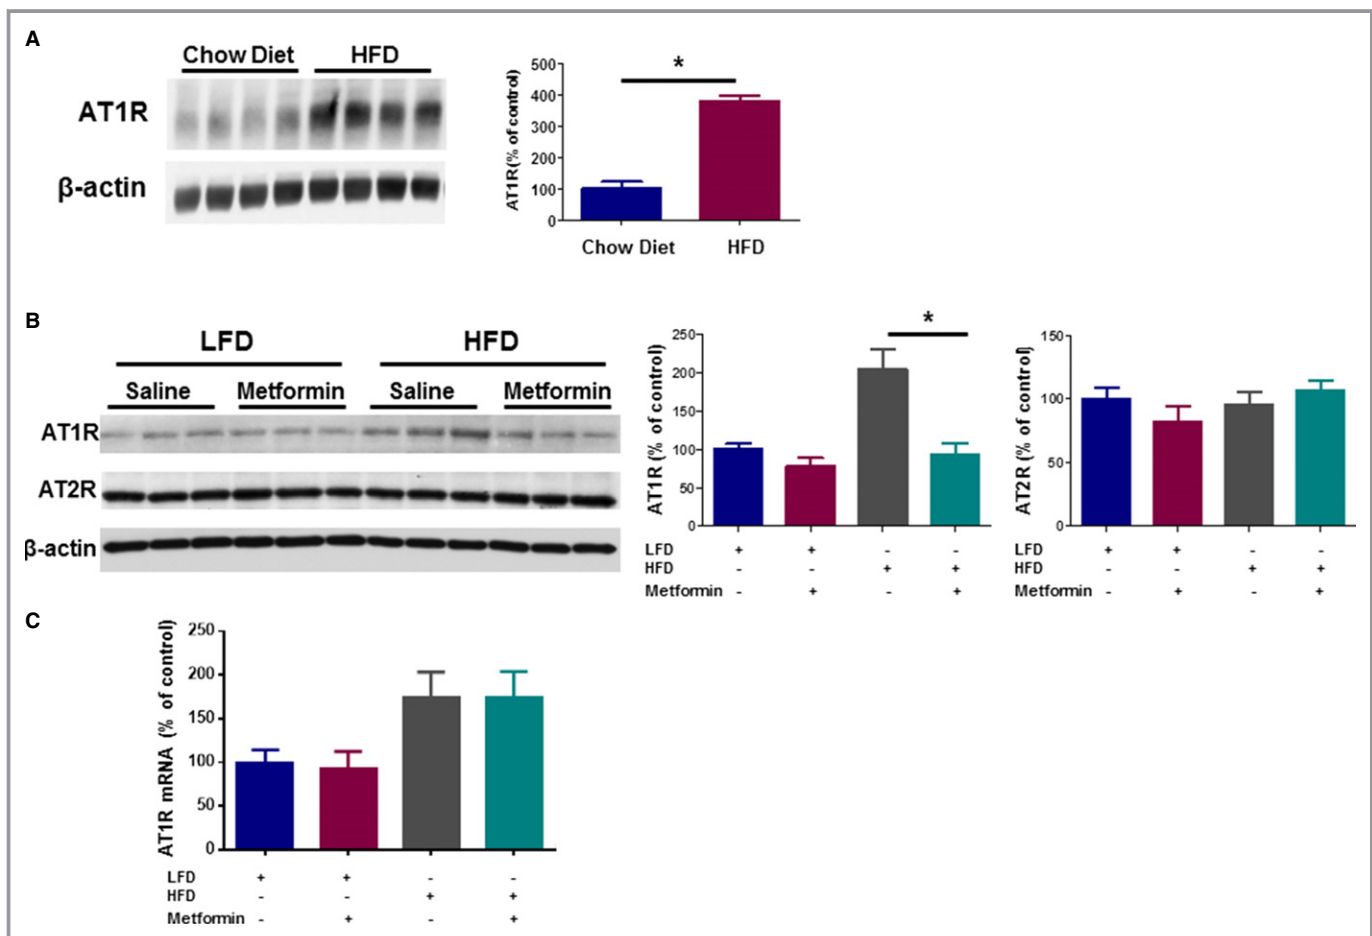 A
Chow Diet HFD
AT1R
β-actin
AT1R(% of control)
500
400
300
200
100
0
*
Chow Diet HFD
B
LFD HFD
Saline Metformin Saline Metformin
AT1R
AT2R
β-actin
AT1R (% of control)
250
200
150
100
50
0
*
LFD + + - -
HFD - - + +
Metformin - + - +
AT2R (% of control)
150
100
50
0
LFD + + - -
HFD - - + +
Metformin - + - +
C
AT1R mRNA (% of control)
250
200
150
100
50
0
LFD + + - -
HFD - - + +
Metformin - + - +